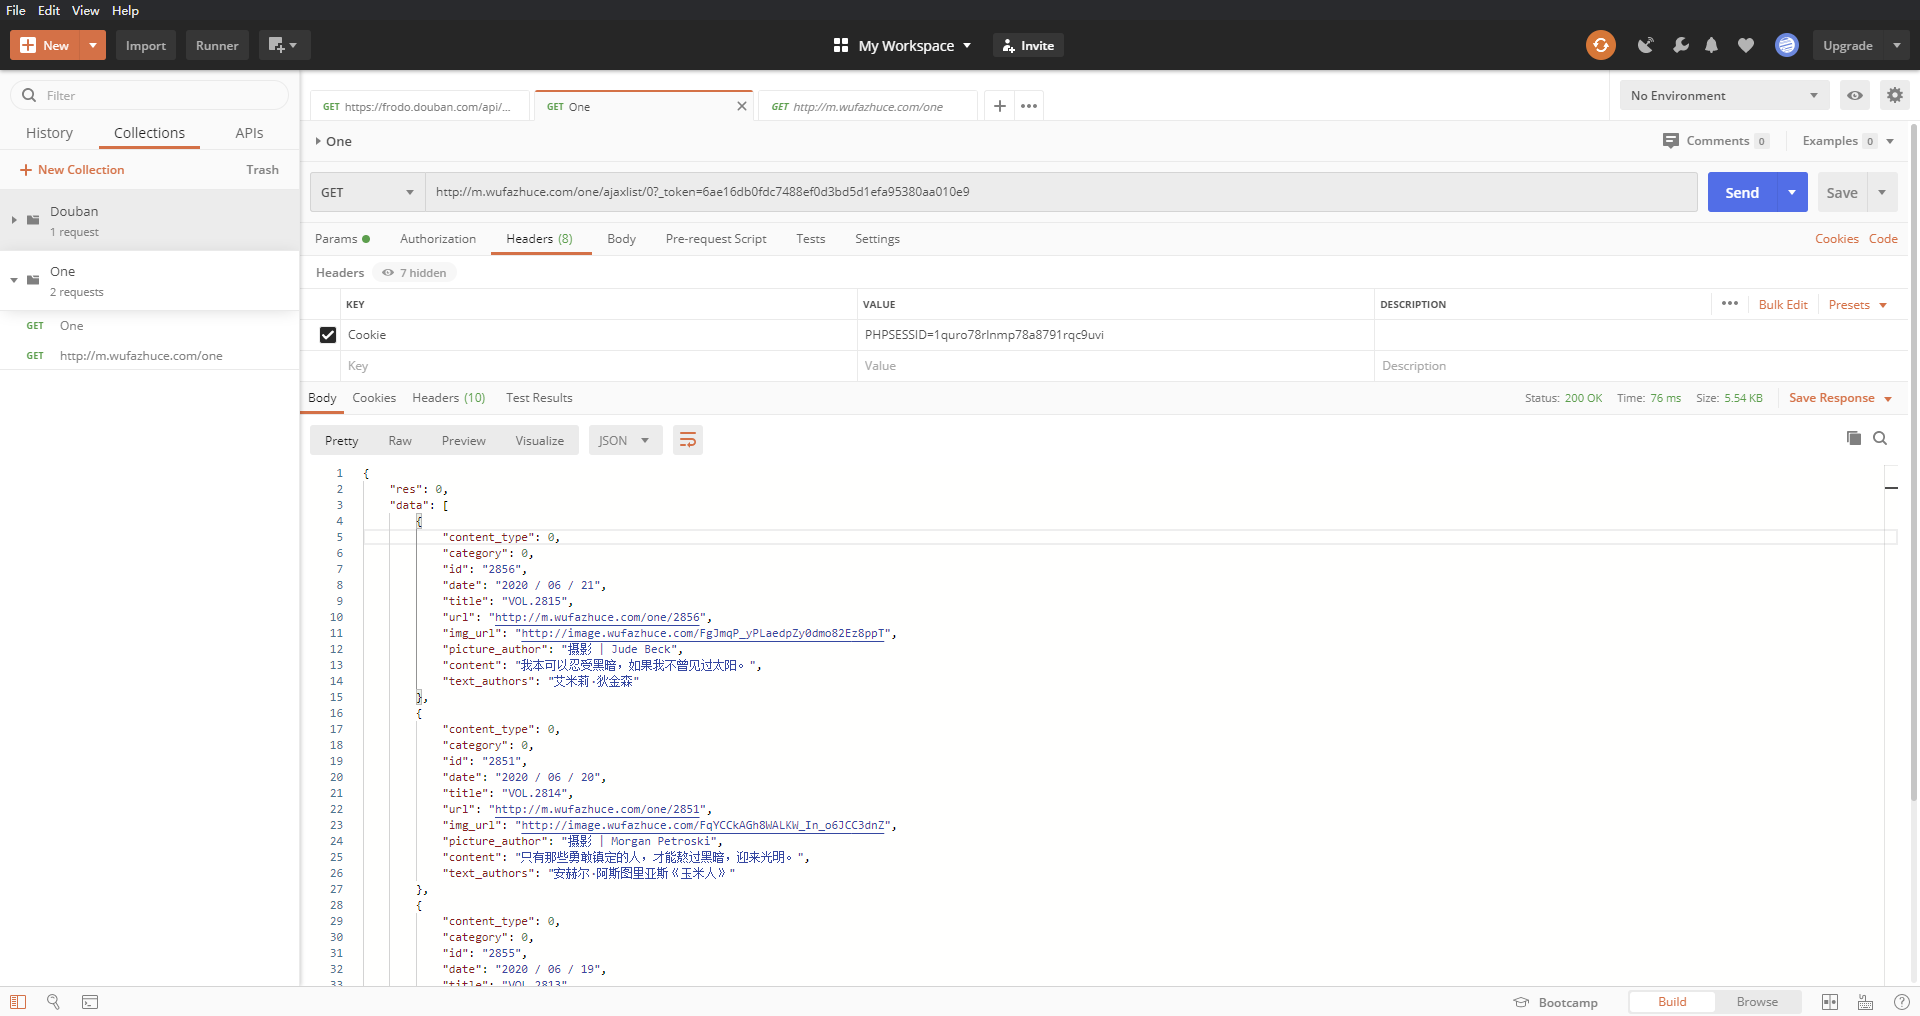 File Edit View Help
New Import Runner My Workspace Invite Upgrade
Filter
History Collections APIs
New Collection Trash
Douban
1 request
One
2 requests
GET One
GET http://m.wufazhuce.com/one
GET https://frodo.douban.com/api/... GET One GET http://m.wufazhuce.com/one No Environment
One Comments 0 Examples 0
GET http://m.wufazhuce.com/one/ajaxlist/0?_token=6ae16db0fdc7488ef0d3bd5d1efa95380aa010e9 Send Save
Params Authorization Headers (8) Body Pre-request Script Tests Settings Cookies Code
Headers 7 hidden
KEY VALUE DESCRIPTION Bulk Edit Presets
Cookie PHPSESSID=1quro78rlnmp78a8791rqc9uvi
Key Value Description
Body Cookies Headers (10) Test Results Status: 200 OK Time: 76 ms Size: 5.54 KB Save Response
Pretty Raw Preview Visualize JSON
1 {
2 "res": 0,
3 "data": [
4 {
5 "content_type": 0,
6 "category": 0,
7 "id": "2856",
8 "date": "2020 / 06 / 21",
9 "title": "VOL.2815",
10 "url": "http://m.wufazhuce.com/one/2856",
11 "img_url": "http://image.wufazhuce.com/FgJmqP_yPLaedpZy0dmo82Ez8ppT",
12 "picture_author": "摄影 | Jude Beck",
13 "content": "我本可以忍受黑暗，如果我不曾见过太阳。",
14 "text_authors": "艾米莉·狄金森"
15 },
16 {
17 "content_type": 0,
18 "category": 0,
19 "id": "2851",
20 "date": "2020 / 06 / 20",
21 "title": "VOL.2814",
22 "url": "http://m.wufazhuce.com/one/2851",
23 "img_url": "http://image.wufazhuce.com/FqYCCkAGh8WALKW_In_o6JCC3dnZ",
24 "picture_author": "摄影 | Morgan Petroski",
25 "content": "只有那些勇敢镇定的人，才能熬过黑暗，迎来光明。",
26 "text_authors": "安赫尔·阿斯图里亚斯《玉米人》"
27 },
28 {
29 "content_type": 0,
30 "category": 0,
31 "id": "2855",
32 "date": "2020 / 06 / 19",
33 "title": "VOL.2813",
Bootcamp Build Browse